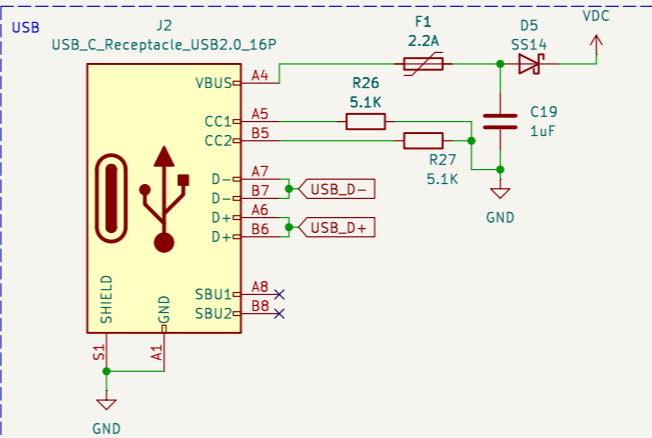 USB
J2
USB_C_Receptacle_USB2.0_16P
F1
2.2A
D5
SS14
VDC
VBUS
A4
R26
5.1K
CC1
A5
CC2
B5
C19
1uF
R27
5.1K
GND
D-
A7
D-
B7
USB_D-
D+
A6
D+
B6
USB_D+
SBU1
A8
SBU2
B8
SHIELD
GND
S1
A1
GND